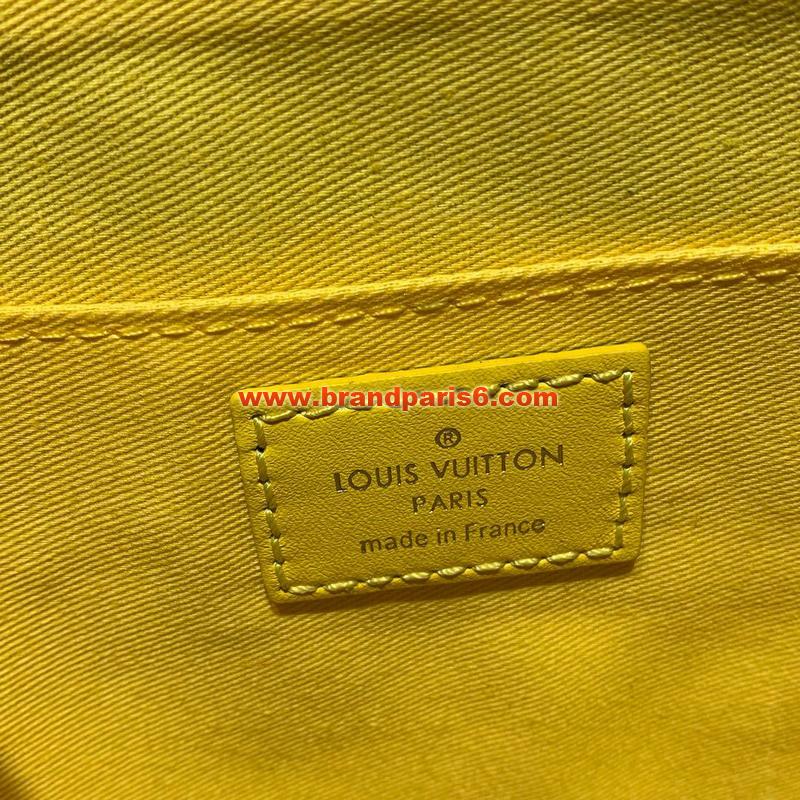 www.brandparis6.com
®
LOUIS VUITTON
PARIS
made in France